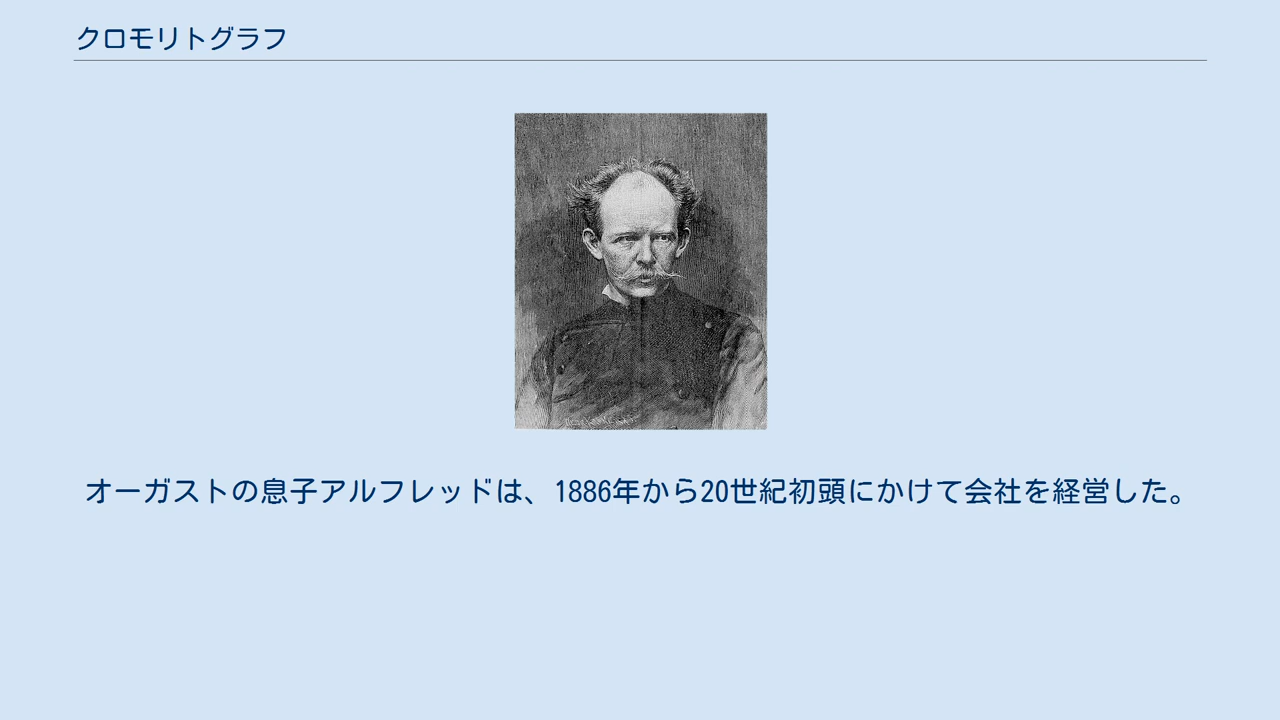 クロモリトグラフ
オーガストの息子アルフレッドは、1886年から20世紀初頭にかけて会社を経営した。